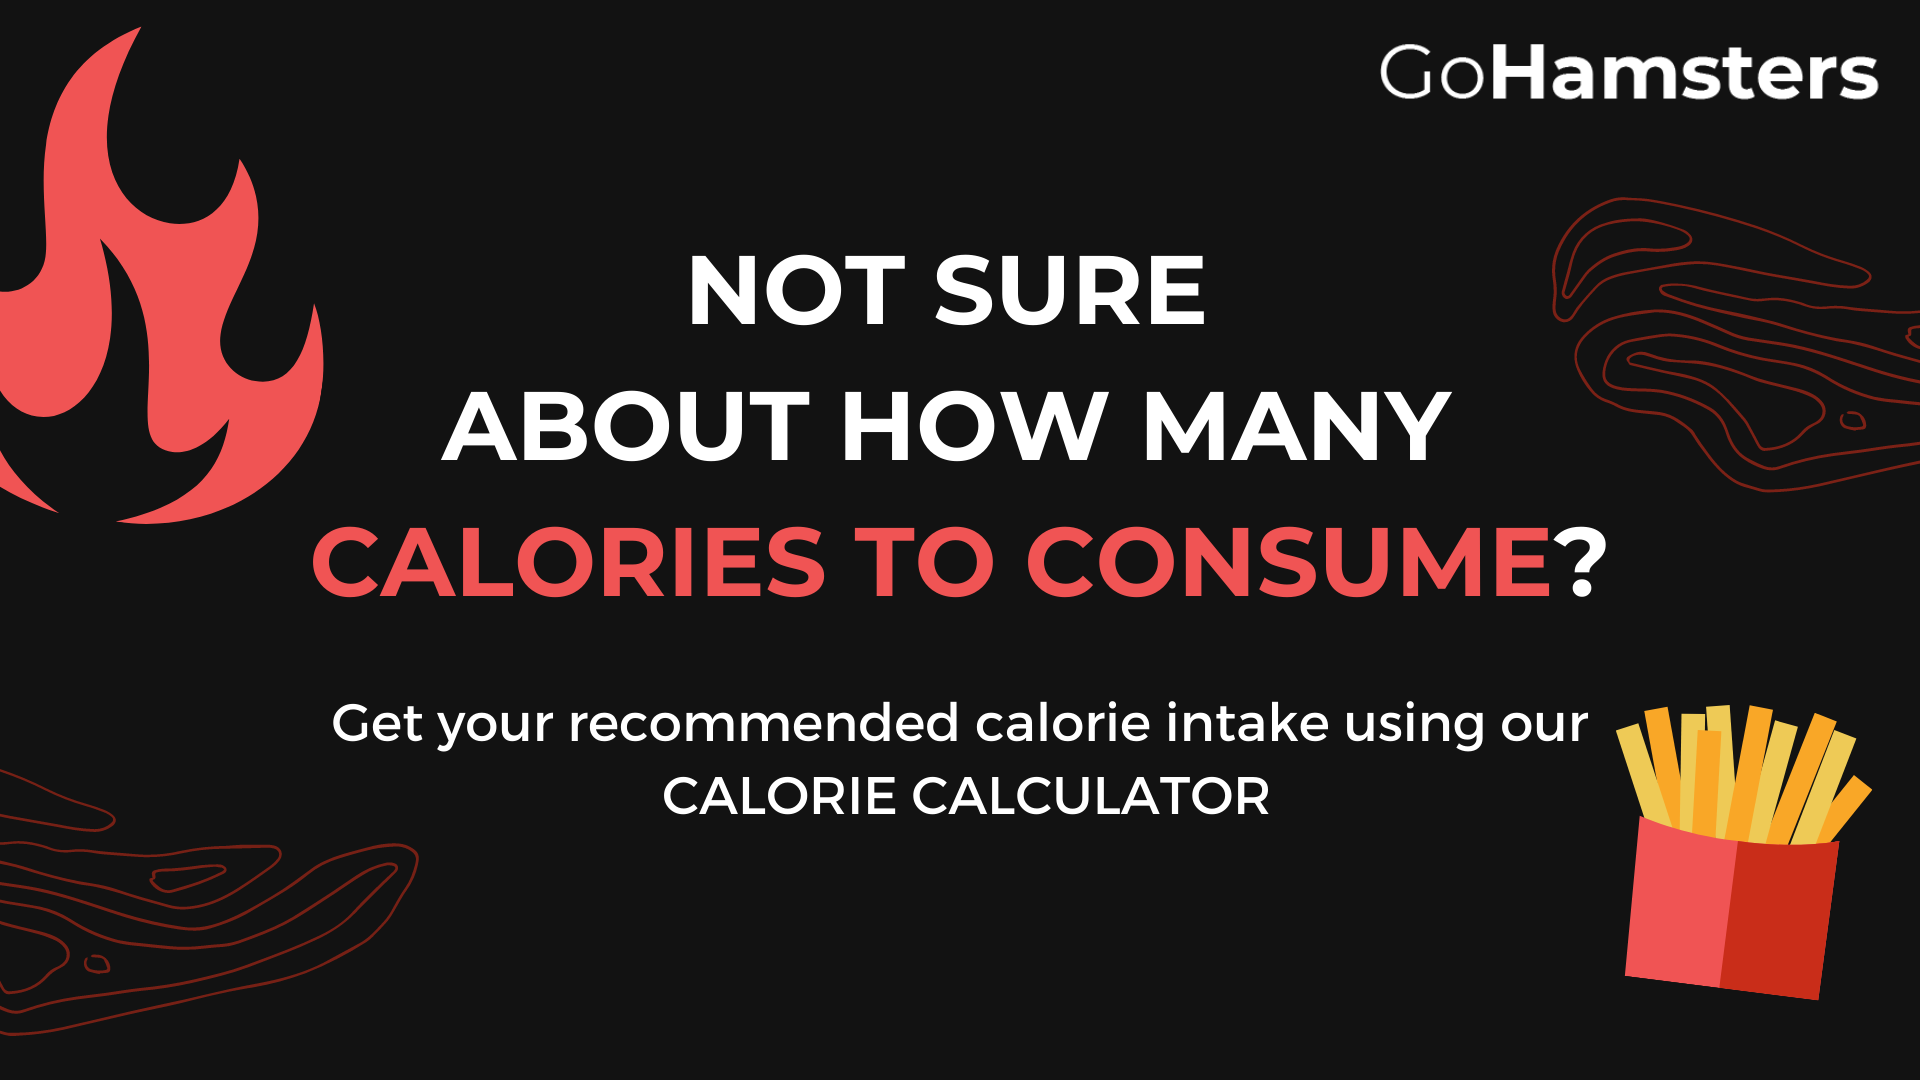 GoHamsters
NOT SURE
ABOUT HOW MANY
CALORIES TO CONSUME?
Get your recommended calorie intake using our
CALORIE CALCULATOR